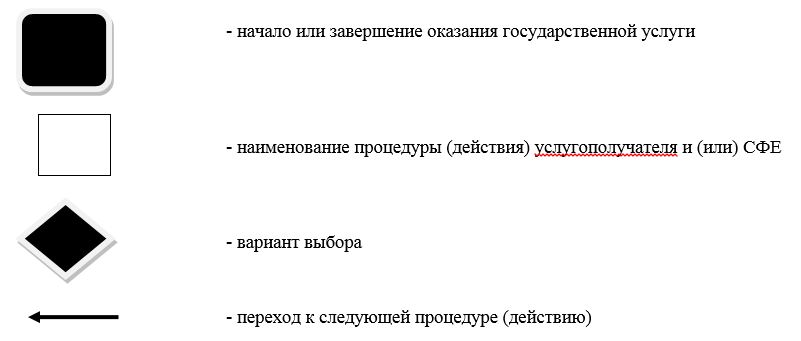 - начало или завершение оказания государственной услуги
- наименование процедуры (действия) услугополучателя и (или) СФЕ
- вариант выбора
- переход к следующей процедуре (действию)